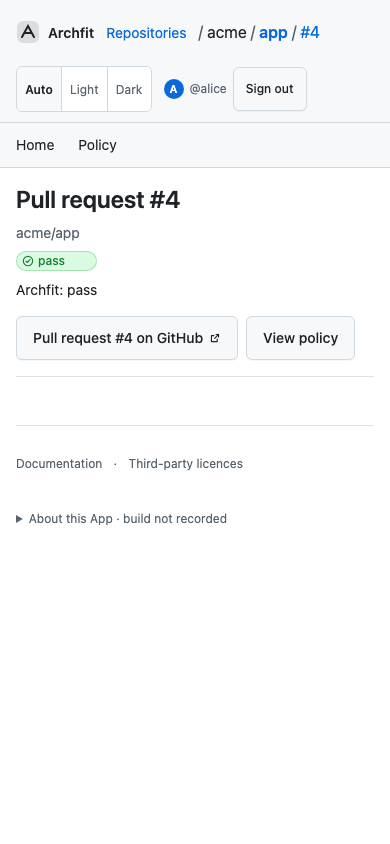 Archfit Repositories / acme / app / #4
Auto Light Dark A @alice Sign out
Home Policy
Pull request #4
acme/app
pass
Archfit: pass
Pull request #4 on GitHub View policy
Documentation · Third-party licences
About this App · build not recorded